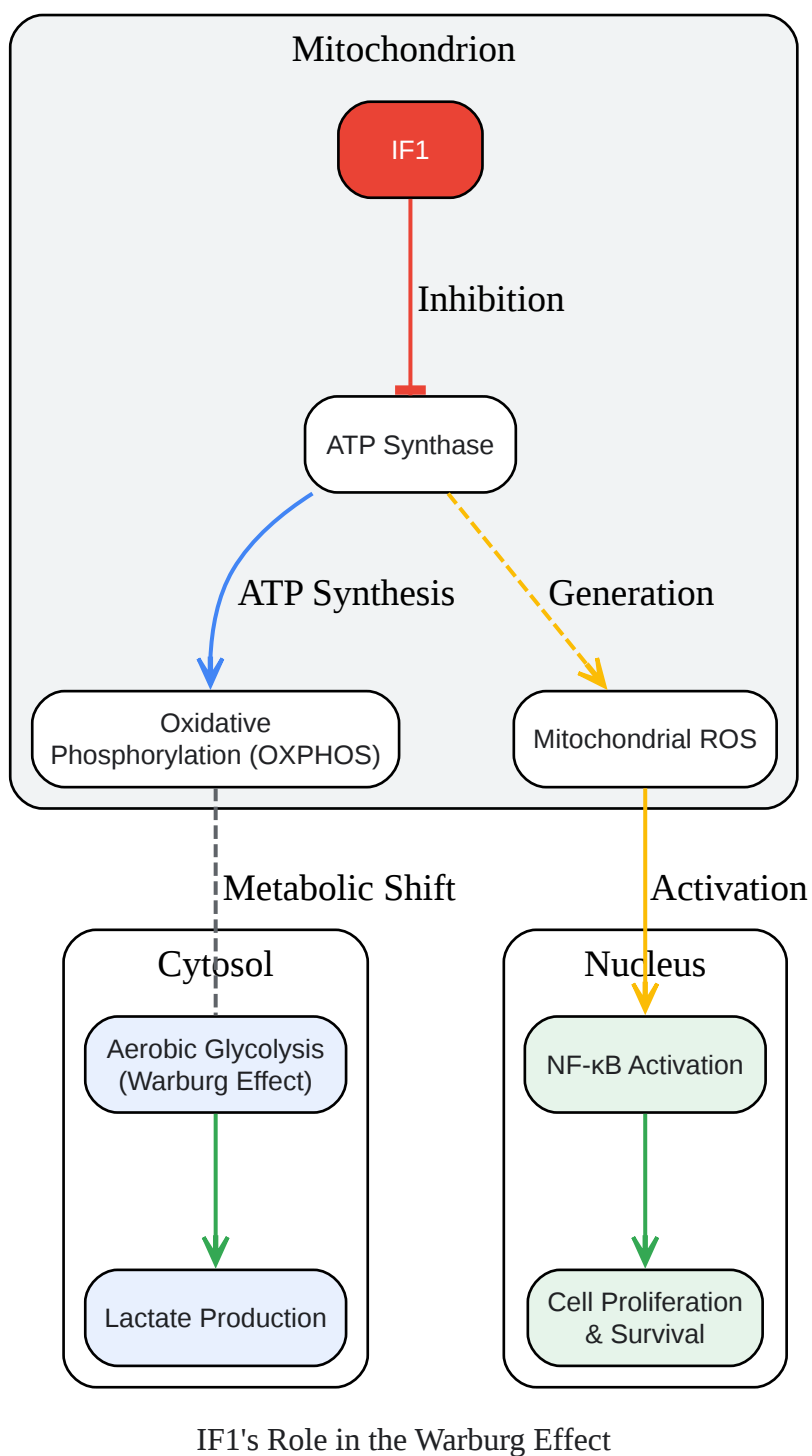 Mitochondrion
IF1
Inhibition
ATP Synthase
ATP Synthesis
Generation
Oxidative
Phosphorylation (OXPHOS)
Mitochondrial ROS
Metabolic Shift
Activation
Cytosol
Nucleus
Aerobic Glycolysis
(Warburg Effect)
NF-κB Activation
Lactate Production
Cell Proliferation
& Survival
IF1's Role in the Warburg Effect